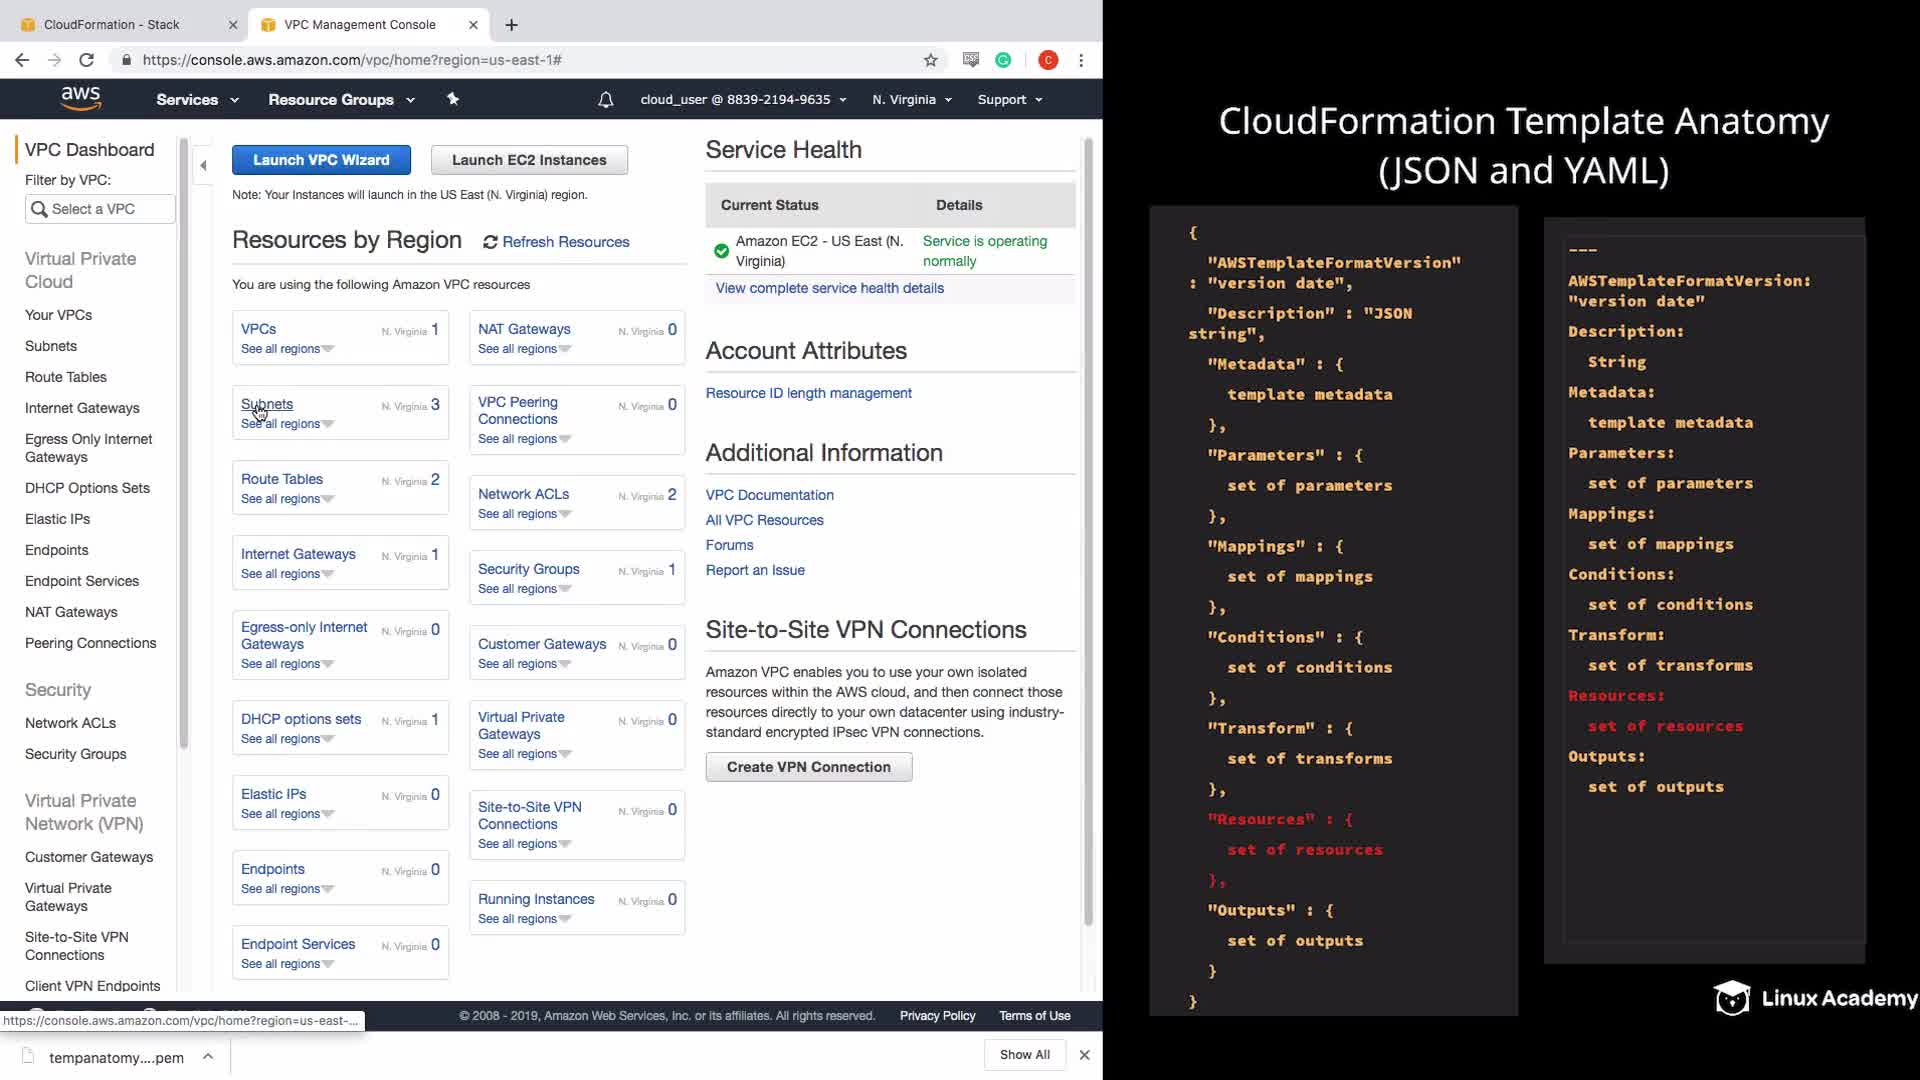 CloudFormation - Stack
VPC Management Console
https://console.aws.amazon.com/vpc/home?region=us-east-1#
C
aws
Services
Resource Groups
cloud_user @ 8839-2194-9635
N. Virginia
Support
VPC Dashboard
Filter by VPC:
Select a VPC
Virtual Private
Cloud
Your VPCs
Subnets
Route Tables
Internet Gateways
Egress Only Internet
Gateways
DHCP Options Sets
Elastic IPs
Endpoints
Endpoint Services
NAT Gateways
Peering Connections
Security
Network ACLs
Security Groups
Virtual Private
Network (VPN)
Customer Gateways
Virtual Private
Gateways
Site-to-Site VPN
Connections
Client VPN Endpoints
Launch VPC Wizard
Launch EC2 Instances
Note: Your Instances will launch in the US East (N. Virginia) region.
Resources by Region
Refresh Resources
You are using the following Amazon VPC resources
VPCs N. Virginia 1
See all regions
Subnets N. Virginia 3
See all regions
Route Tables N. Virginia 2
See all regions
Internet Gateways N. Virginia 1
See all regions
Egress-only Internet N. Virginia 0
Gateways
See all regions
DHCP options sets N. Virginia 1
See all regions
Elastic IPs N. Virginia 0
See all regions
Endpoints N. Virginia 0
See all regions
Endpoint Services N. Virginia 0
See all regions
NAT Gateways N. Virginia 0
See all regions
VPC Peering N. Virginia 0
Connections
See all regions
Network ACLs N. Virginia 2
See all regions
Security Groups N. Virginia 1
See all regions
Customer Gateways N. Virginia 0
See all regions
Virtual Private N. Virginia 0
Gateways
See all regions
Site-to-Site VPN N. Virginia 0
Connections
See all regions
Running Instances N. Virginia 0
See all regions
Service Health
Current Status Details
Amazon EC2 - US East (N. Service is operating
Virginia) normally
View complete service health details
Account Attributes
Resource ID length management
Additional Information
VPC Documentation
All VPC Resources
Forums
Report an Issue
Site-to-Site VPN Connections
Amazon VPC enables you to use your own isolated
resources within the AWS cloud, and then connect those
resources directly to your own datacenter using industry-
standard encrypted IPsec VPN connections.
Create VPN Connection
https://console.aws.amazon.com/vpc/home?region=us-east-...
© 2008 - 2019, Amazon Web Services, Inc. or its affiliates. All rights reserved.
Privacy Policy
Terms of Use
tempanatomy....pem
Show All
CloudFormation Template Anatomy
(JSON and YAML)
{
"AWSTemplateFormatVersion"
: "version date",
"Description" : "JSON
string",
"Metadata" : {
template metadata
},
"Parameters" : {
set of parameters
},
"Mappings" : {
set of mappings
},
"Conditions" : {
set of conditions
},
"Transform" : {
set of transforms
},
"Resources" : {
set of resources
},
"Outputs" : {
set of outputs
}
}
---
AWSTemplateFormatVersion:
"version date"
Description:
String
Metadata:
template metadata
Parameters:
set of parameters
Mappings:
set of mappings
Conditions:
set of conditions
Transform:
set of transforms
Resources:
set of resources
Outputs:
set of outputs
Linux Academy